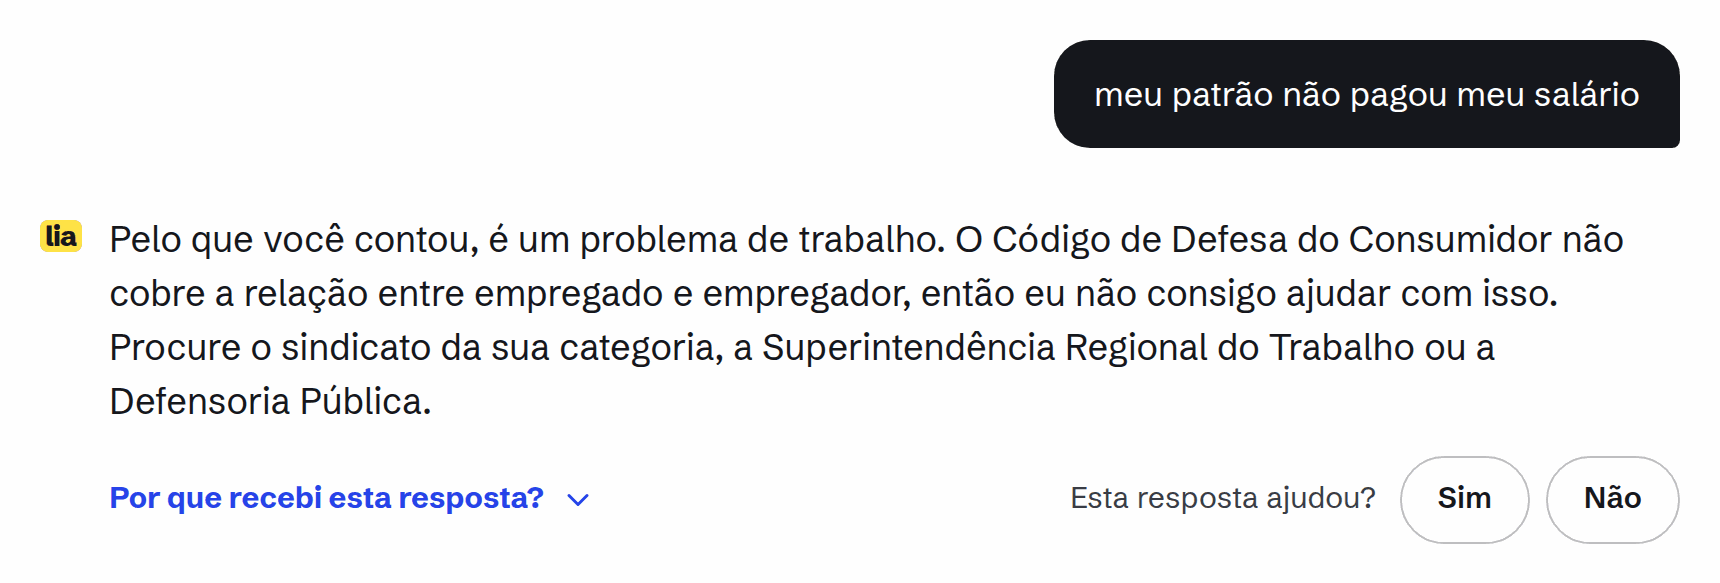 meu patrão não pagou meu salário
lia
Pelo que você contou, é um problema de trabalho. O Código de Defesa do Consumidor não
cobre a relação entre empregado e empregador, então eu não consigo ajudar com isso.
Procure o sindicato da sua categoria, a Superintendência Regional do Trabalho ou a
Defensoria Pública.
Por que recebi esta resposta?
Esta resposta ajudou?
Sim
Não